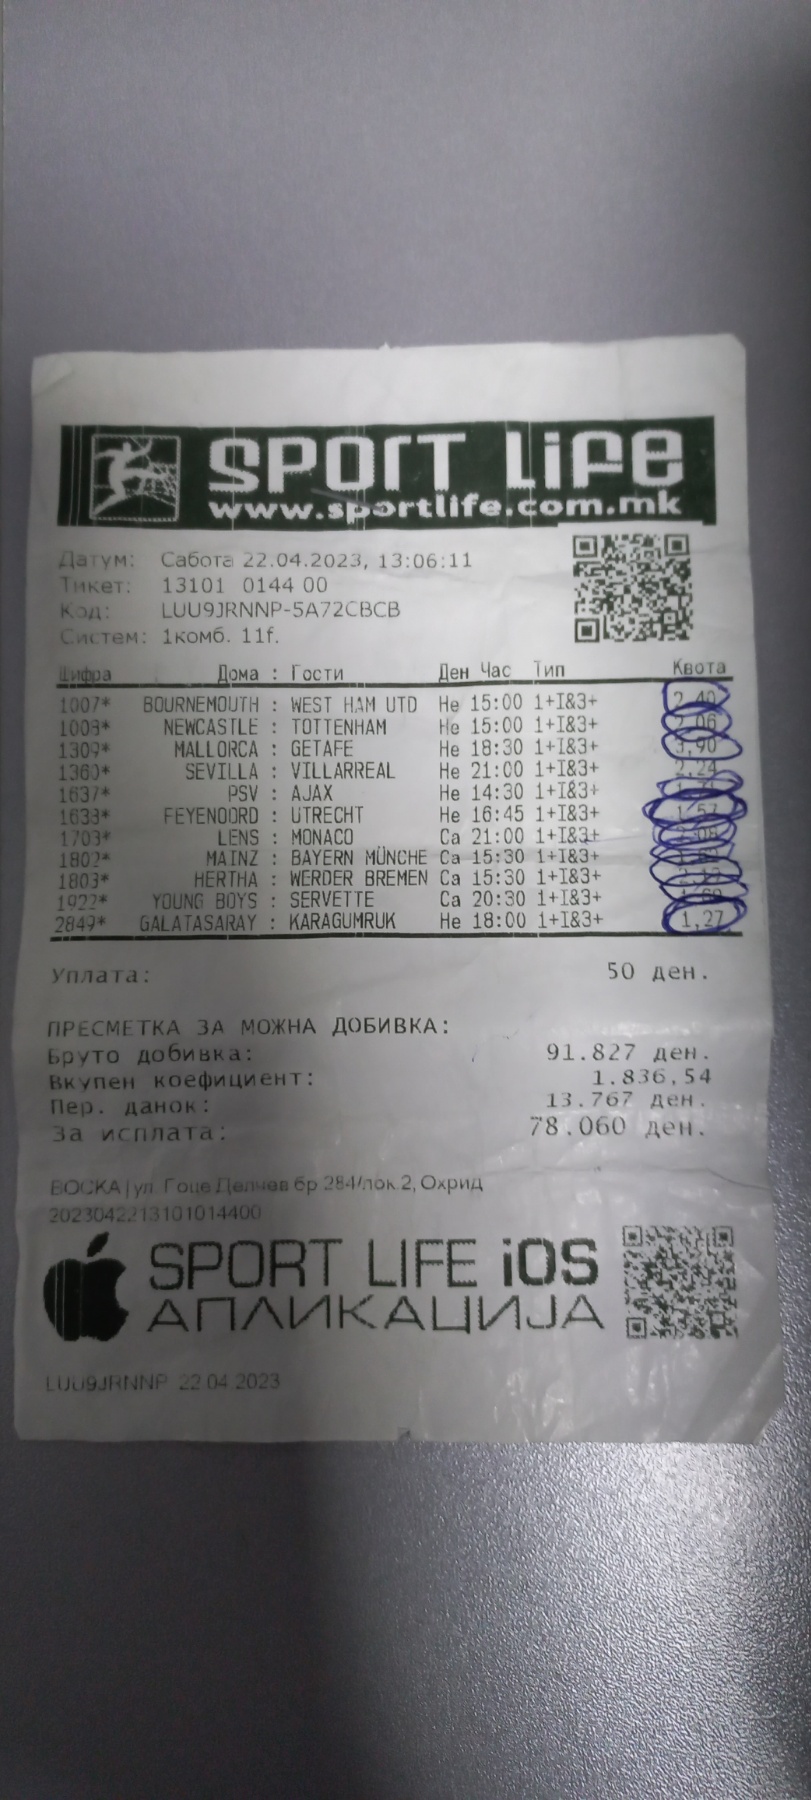 SPORT LiFe
www.sportlife.com.mk
Датум: Сабота 22.04.2023, 13:06:11
Тикет: 13101 0144 00
Код: LUU9JRNNP-5A72CBCB
Систем: 1комб. 11f.
Шифра Дома : Гости Ден Час Тип Квота
1007* BOURNEMOUTH : WEST HAM UTD Не 15:00 1+I&3+ 2,40
1008* NEWCASTLE : TOTTENHAM Не 15:00 1+I&3+ 2,06
1309* MALLORCA : GETAFE Не 18:30 1+I&3+ 3,90
1360* SEVILLA : VILLARREAL Не 21:00 1+I&3+ 2,24
1637* PSV : AJAX Не 14:30 1+I&3+
1638* FEYENOORD : UTRECHT Не 16:45 1+I&3+ 1,57
1703* LENS : MONACO Са 21:00 1+I&3+ 2,08
1802* MAINZ : BAYERN MÜNCHE Са 15:30 1+I&3+
1803* HERTHA : WERDER BREMEN Са 15:30 1+I&3+
1922* YOUNG BOYS : SERVETTE Са 20:30 1+I&3+
2849* GALATASARAY : KARAGUMRUK Не 18:00 1+I&3+ 1,27
Уплата: 50 ден.
ПРЕСМЕТКА ЗА МОЖНА ДОБИВКА:
Бруто добивка: 91.827 ден.
Вкупен коефициент: 1.836,54
Пер. данок: 13.767 ден.
За исплата: 78.060 ден.
ВОСКА|ул. Гоце Делчев бр 284/лок.2, Охрид
2023042213101014400
SPORT LIFE iOS
АПЛИКАЦИЈА
LUU9JRNNP 22.04.2023